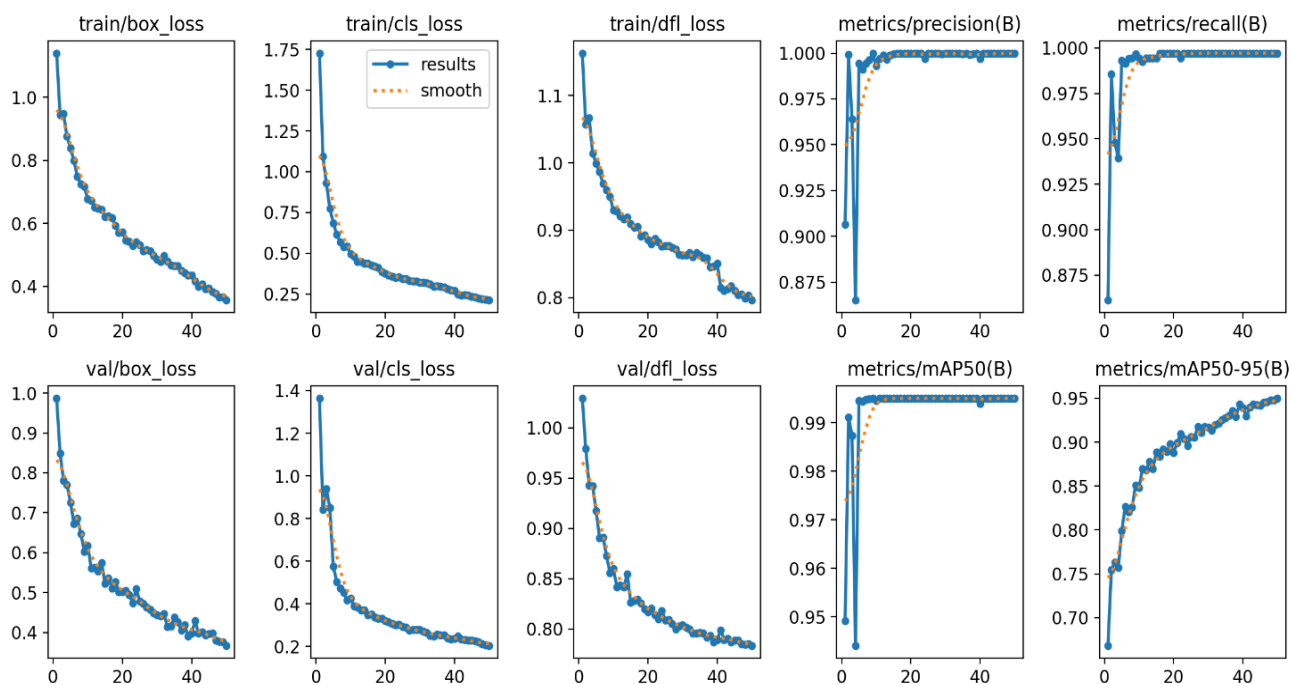 train/box_loss
train/cls_loss
train/dfl_loss
metrics/precision(B)
metrics/recall(B)
1.0
0.8
0.6
0.4
0 20 40
1.75
1.50
1.25
1.00
0.75
0.50
0.25
0 20 40
results
smooth
1.1
1.0
0.9
0.8
0 20 40
1.000
0.975
0.950
0.925
0.900
0.875
0 20 40
1.000
0.975
0.950
0.925
0.900
0.875
0 20 40
val/box_loss
val/cls_loss
val/dfl_loss
metrics/mAP50(B)
metrics/mAP50-95(B)
1.0
0.9
0.8
0.7
0.6
0.5
0.4
0 20 40
1.4
1.2
1.0
0.8
0.6
0.4
0.2
0 20 40
1.00
0.95
0.90
0.85
0.80
0 20 40
0.99
0.98
0.97
0.96
0.95
0 20 40
0.95
0.90
0.85
0.80
0.75
0.70
0 20 40